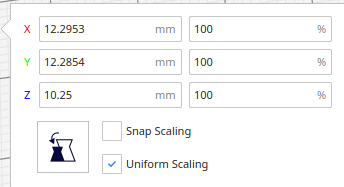 X 12.2953 mm 100 %
Y 12.2854 mm 100 %
Z 10.25 mm 100 %
Snap Scaling
Uniform Scaling